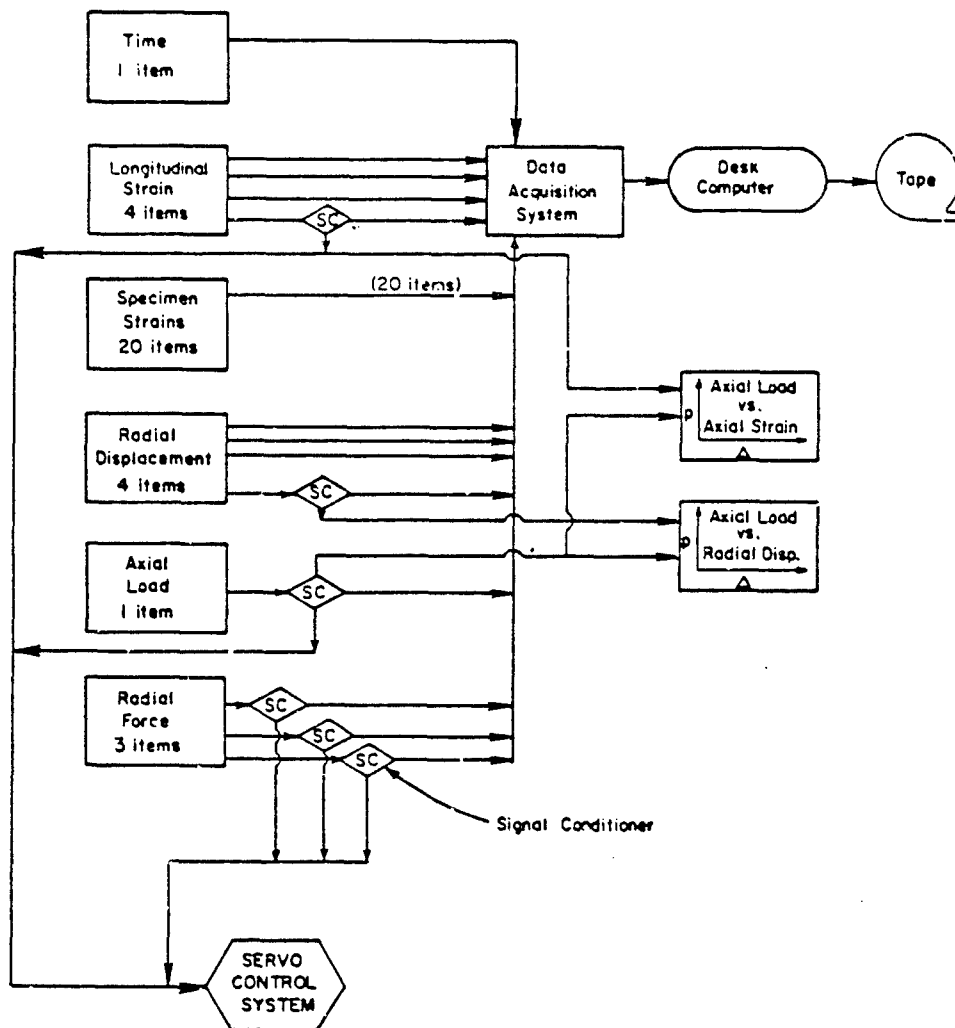 Time
1 item
Longitudinal
Strain
4 items
SC
Data
Acquisition
System
Desk
Computer
Tape
(20 items)
Specimen
Strains
20 items
Axial Load
vs.
P
Axial Strain
Radial
Displacement
4 items
SC
Axial Load
vs.
P
Radial Disp.
Axial
Load
1 item
SC
Radial
Force
3 items
SC
SC
SC
Signal Conditioner
SERVO
CONTROL
SYSTEM